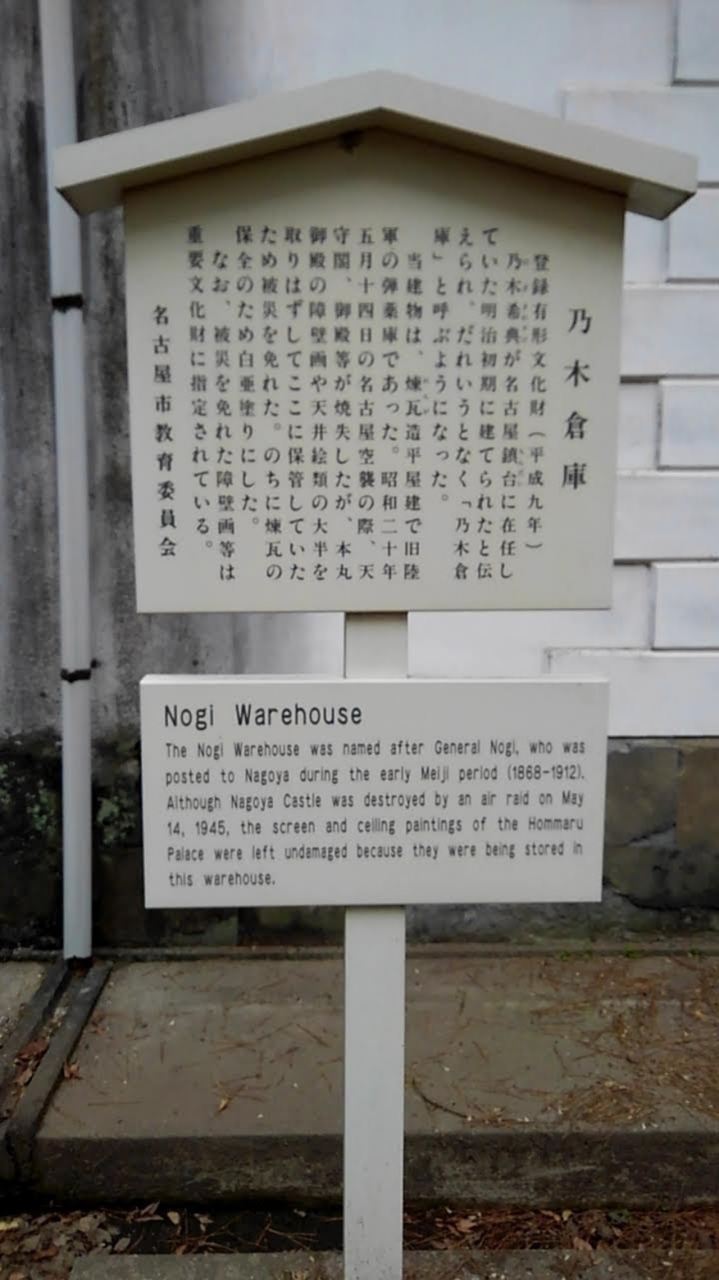 乃木倉庫
登録有形文化財（平成九年）
乃木希典が名古屋鎮台に在任し
ていた明治初期に建てられたと伝
えられ、だれいうとなく「乃木倉
庫」と呼ぶようになった。
当建物は、煉瓦造平屋建で旧陸
軍の弾薬庫であった。昭和二十年
五月十四日の名古屋空襲の際、天
守閣、御殿等が焼失したが、本丸
御殿の障壁画や天井絵類の大半を
取りはずしてここに保管していた
ため被災を免れた。のちに煉瓦の
保全のため白亜塗りにした。
なお、被災を免れた障壁画等は
重要文化財に指定されている。
名古屋市教育委員会
Nogi Warehouse
The Nogi Warehouse was named after General Nogi, who was
posted to Nagoya during the early Meiji period (1868-1912).
Although Nagoya Castle was destroyed by an air raid on May
14, 1945, the screen and ceiling paintings of the Hommaru
Palace were left undamaged because they were being stored in
this warehouse.